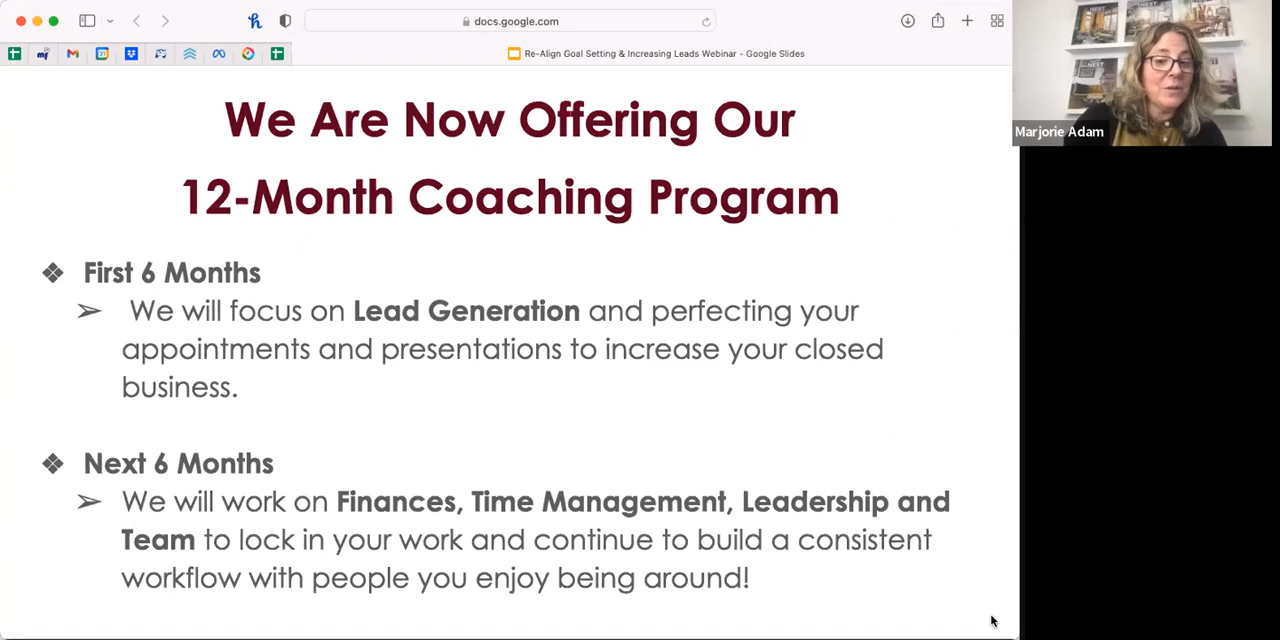 docs.google.com
Re-Align Goal Setting & Increasing Leads Webinar - Google Slides
We Are Now Offering Our
12-Month Coaching Program
❖ First 6 Months
➢ We will focus on Lead Generation and perfecting your
appointments and presentations to increase your closed
business.
❖ Next 6 Months
➢ We will work on Finances, Time Management, Leadership and
Team to lock in your work and continue to build a consistent
workflow with people you enjoy being around!
Marjorie Adam
NEST
NEST